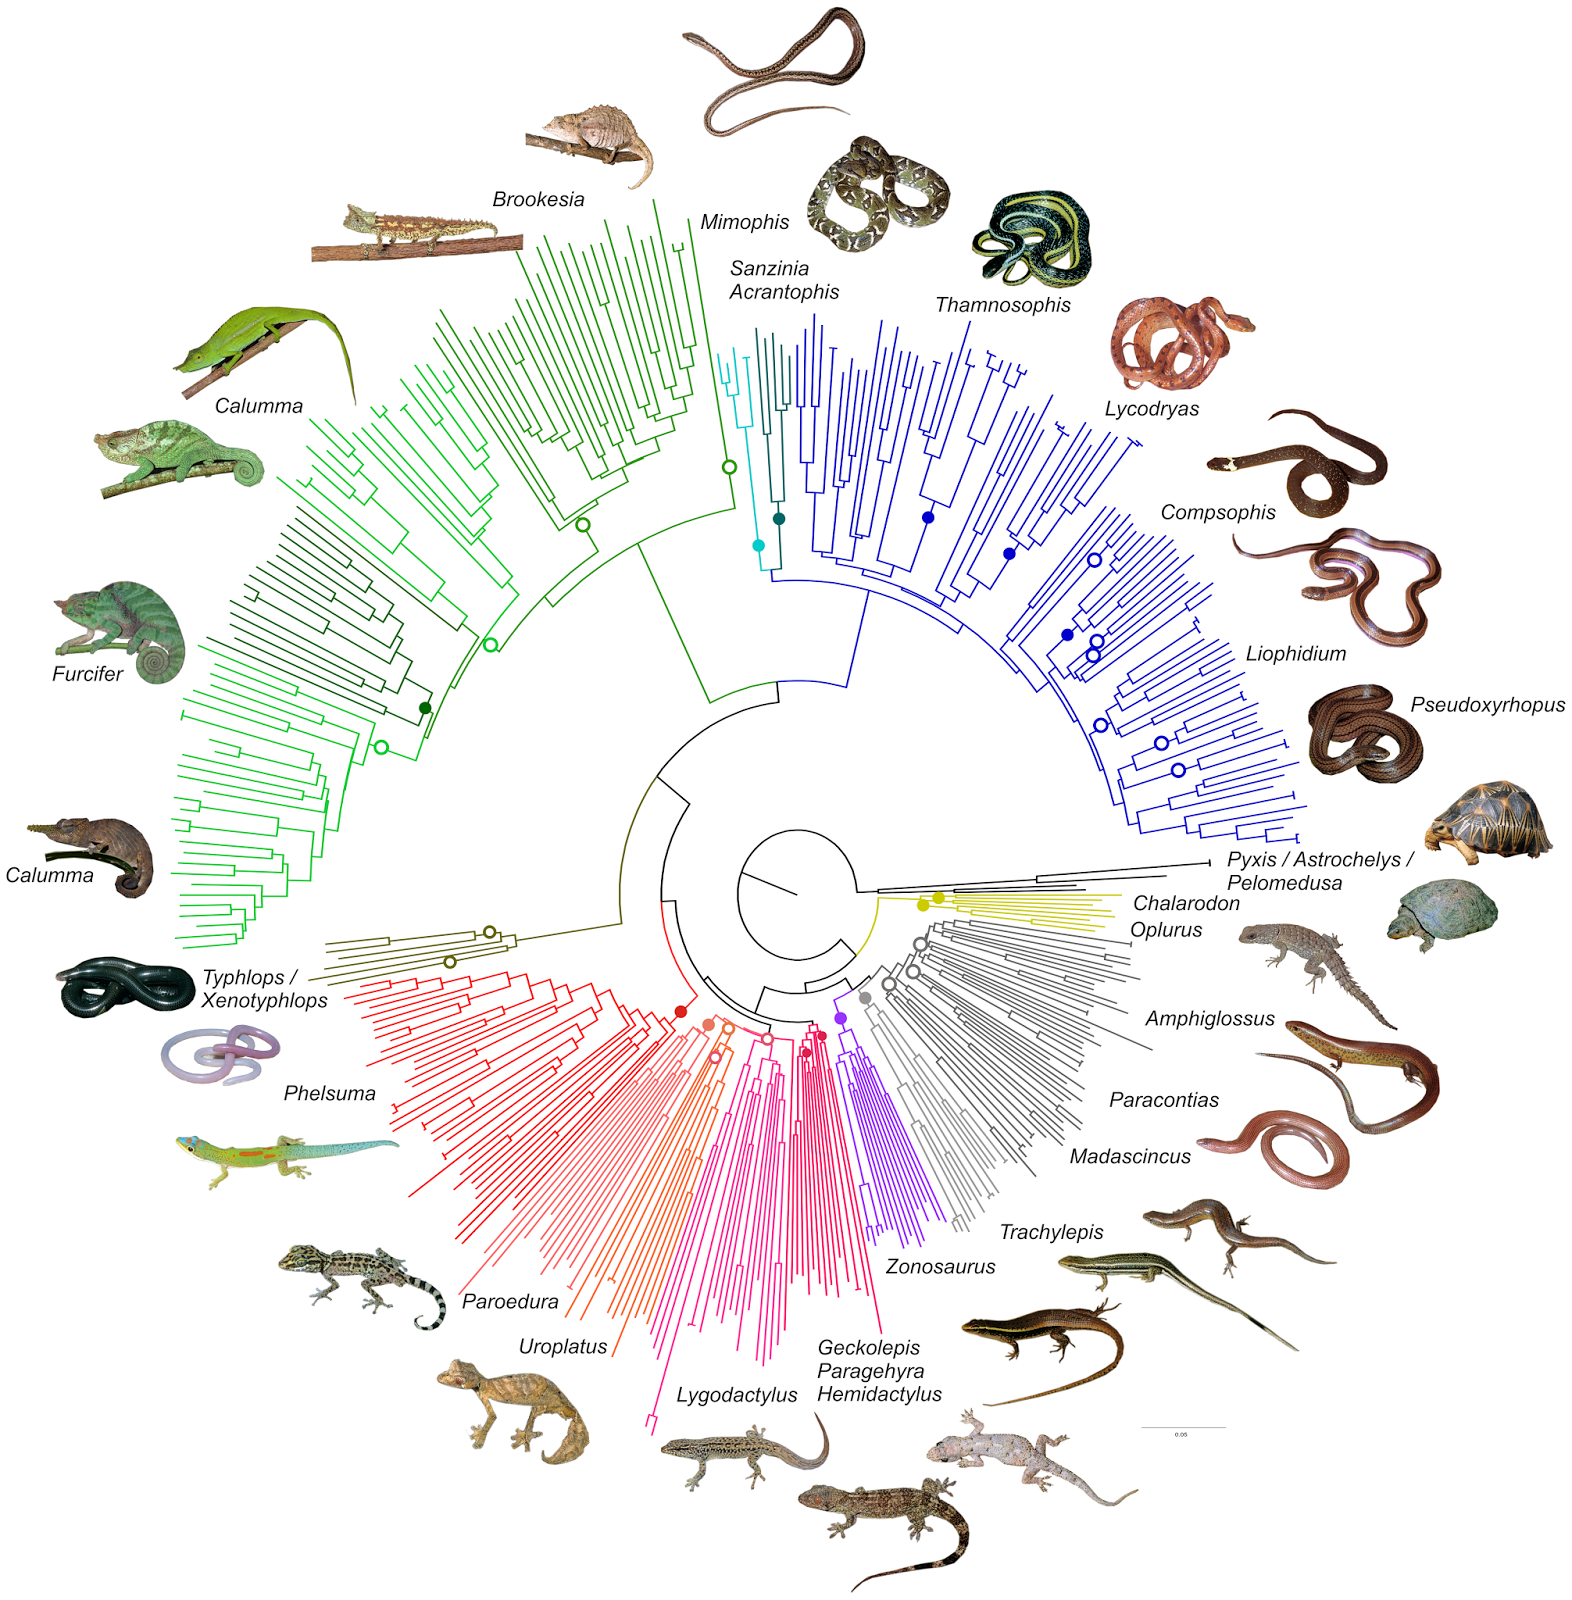 Brookesia
Mimophis
Sanzinia
Acrantophis
Thamnosophis
Calumma
Lycodryas
Compsophis
Liophidium
Furcifer
Pseudoxyrhopus
Pyxis / Astrochelys /
Pelomedusa
Calumma
Chalarodon
Oplurus
Typhlops /
Xenotyphlops
Amphiglossus
Phelsuma
Paracontias
Madascincus
Trachylepis
Zonosaurus
Paroedura
Uroplatus
Geckolepis
Paragehyra
Hemidactylus
Lygodactylus
0.05